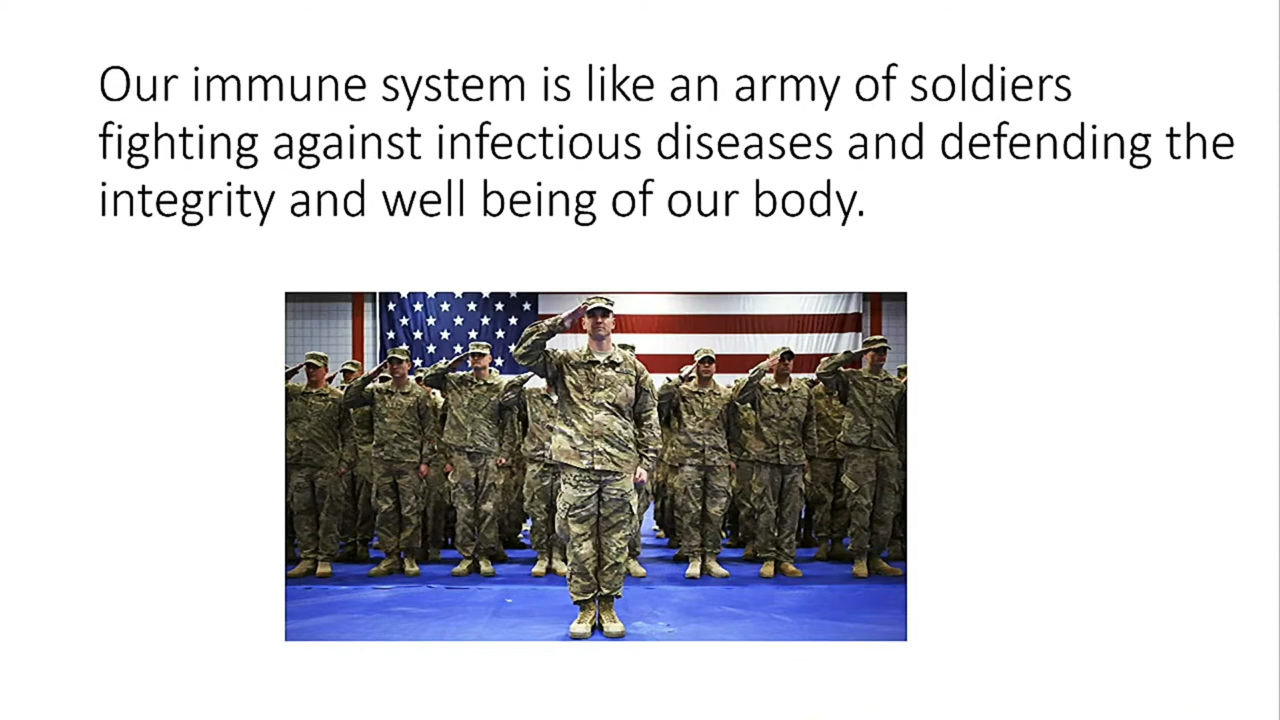 Our immune system is like an army of soldiers
fighting against infectious diseases and defending the
integrity and well being of our body.